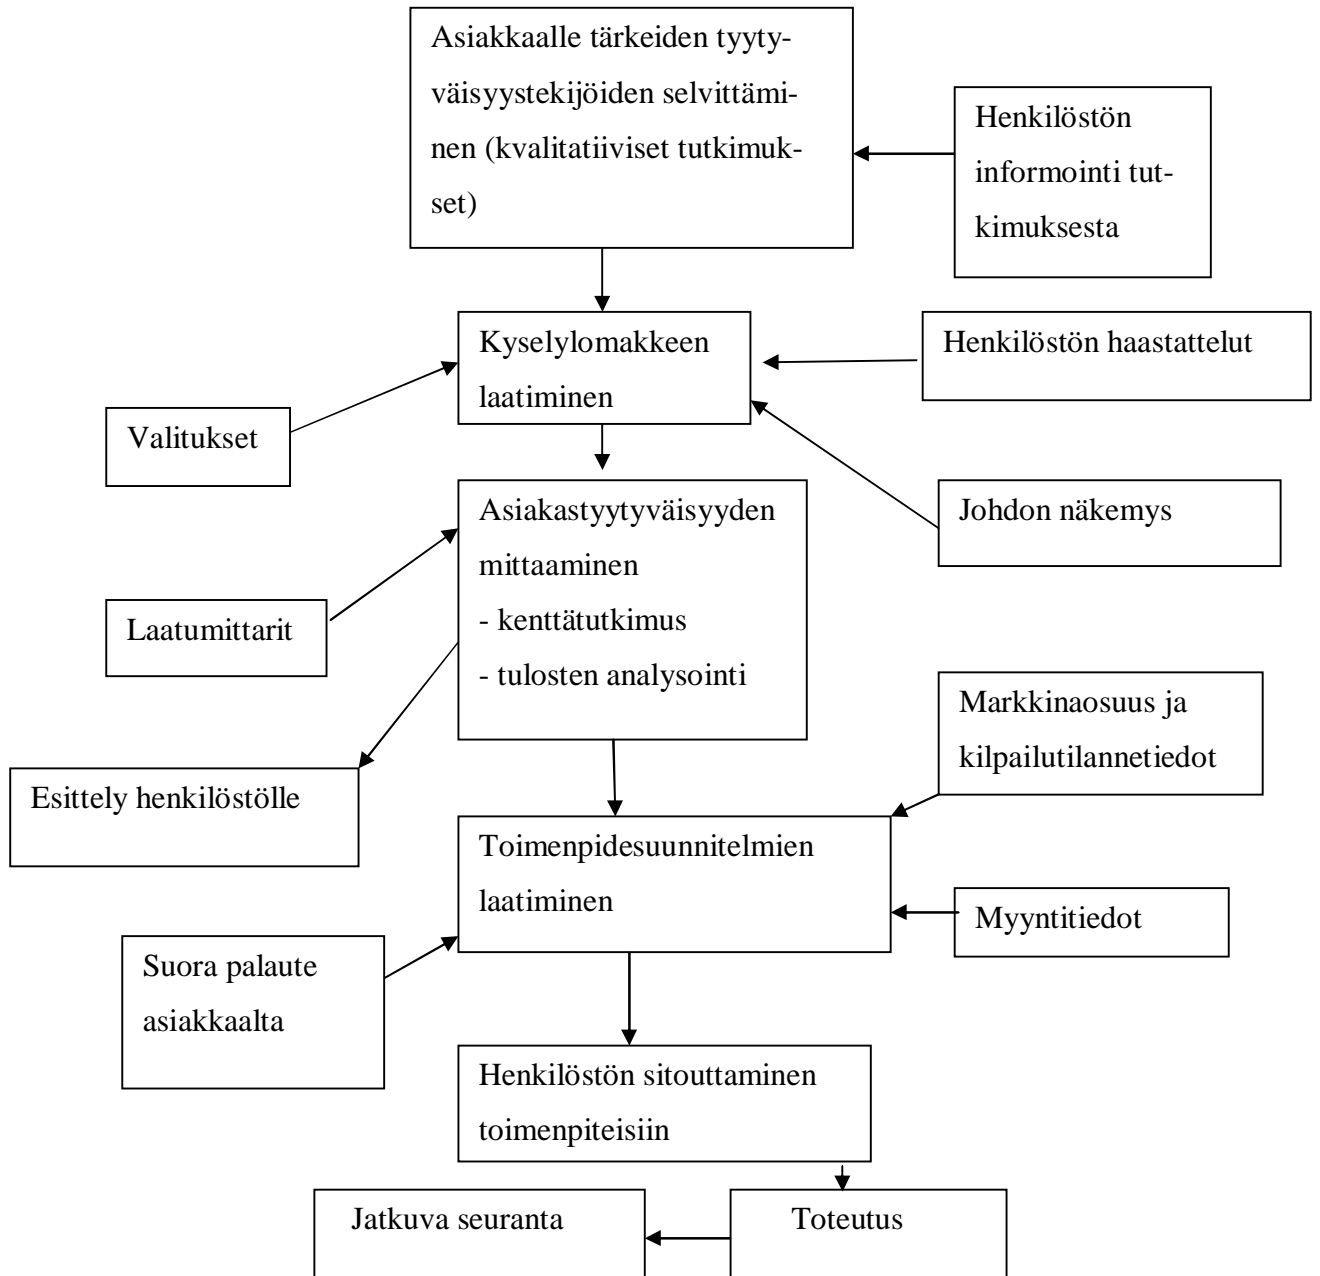 Asiakkaalle tärkeiden tyyty-
väisyystekijöiden selvittämi-
nen (kvalitatiiviset tutkimuk-
set)
Henkilöstön
informointi tut-
kimuksesta
Kyselylomakkeen
laatiminen
Henkilöstön haastattelut
Valitukset
Asiakastyytyväisyyden
mittaaminen
- kenttätutkimus
- tulosten analysointi
Johdon näkemys
Laatumittarit
Markkinaosuus ja
kilpailutilannetiedot
Esittely henkilöstölle
Toimenpidesuunnitelmien
laatiminen
Myyntitiedot
Suora palaute
asiakkaalta
Henkilöstön sitouttaminen
toimenpiteisiin
Jatkuva seuranta
Toteutus